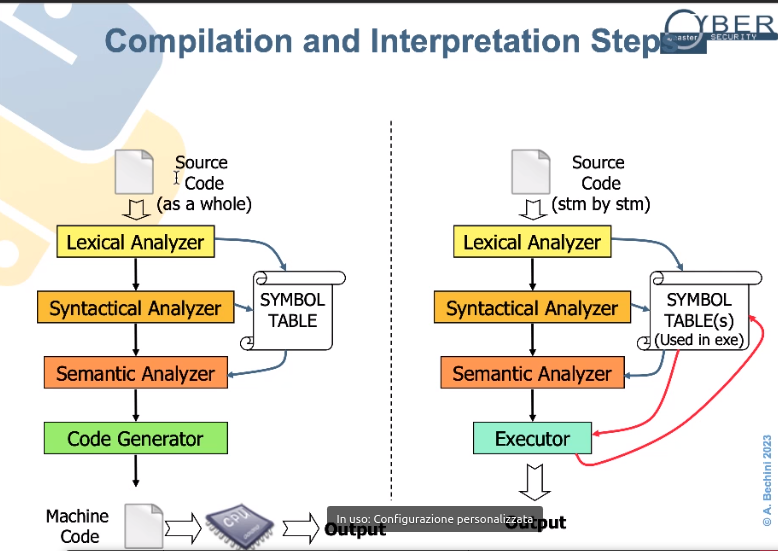 Compilation and Interpretation Steps
CYBER
master SECURITY
Source
Code
(as a whole)
Lexical Analyzer
SYMBOL
TABLE
Syntactical Analyzer
Semantic Analyzer
Code Generator
Machine
Code
CPU
Output
Source
Code
(stm by stm)
Lexical Analyzer
SYMBOL
TABLE(s)
(Used in exe)
Syntactical Analyzer
Semantic Analyzer
Executor
Output
In uso: Configurazione personalizzata
© A. Bechini 2023